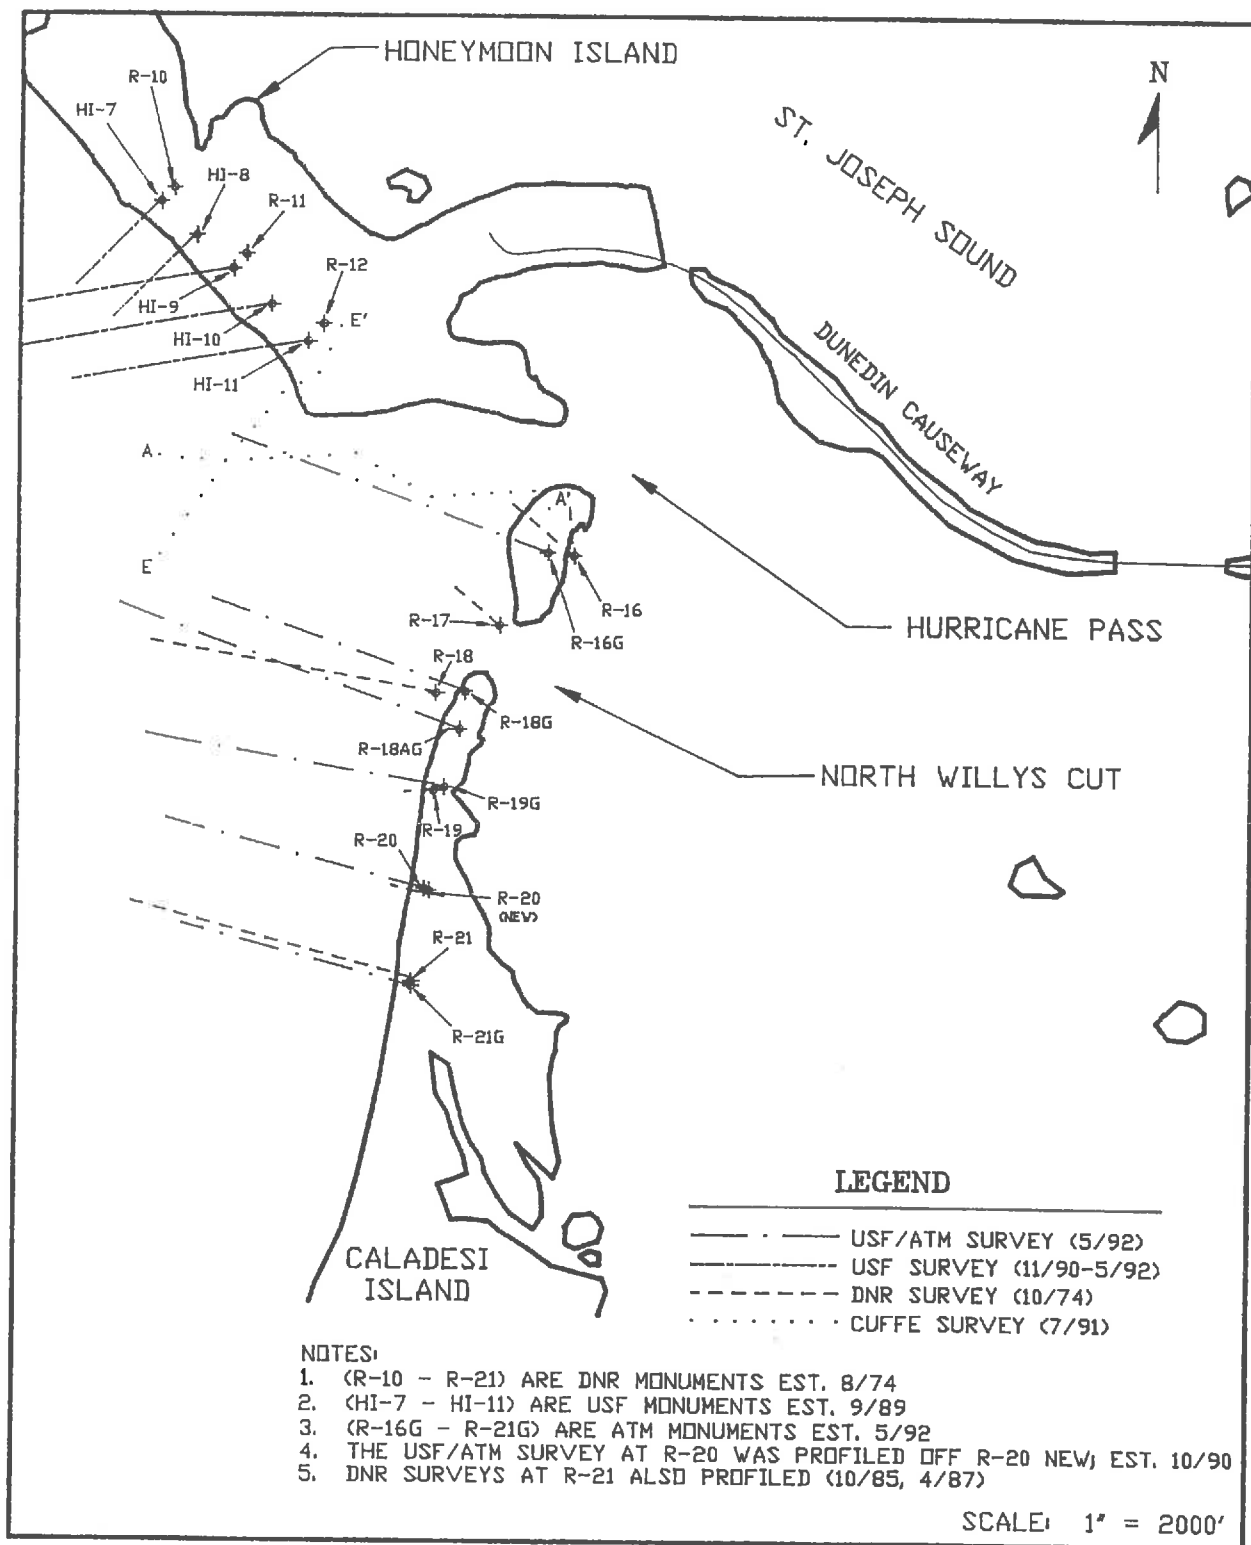 HONEYMOON ISLAND
N
R-10
HI-7
ST. JOSEPH SOUND
HI-8
R-11
R-12
HI-9
E'
HI-10
DUNEDIN CAUSEWAY
HI-11
A
A'
E
R-16
R-17
HURRICANE PASS
R-16G
R-18
R-18G
R-18AG
NORTH WILLYS CUT
R-19G
R-19
R-20
R-20
(NEW)
R-21
R-21G
LEGEND
USF/ATM SURVEY (5/92)
USF SURVEY (11/90-5/92)
DNR SURVEY (10/74)
CUFFE SURVEY (7/91)
CALADESI
ISLAND
NOTES:
1. (R-10 - R-21) ARE DNR MONUMENTS EST. 8/74
2. (HI-7 - HI-11) ARE USF MONUMENTS EST. 9/89
3. (R-16G - R-21G) ARE ATM MONUMENTS EST. 5/92
4. THE USF/ATM SURVEY AT R-20 WAS PROFILED OFF R-20 NEW; EST. 10/90
5. DNR SURVEYS AT R-21 ALSO PROFILED (10/85, 4/87)
SCALE: 1" = 2000'